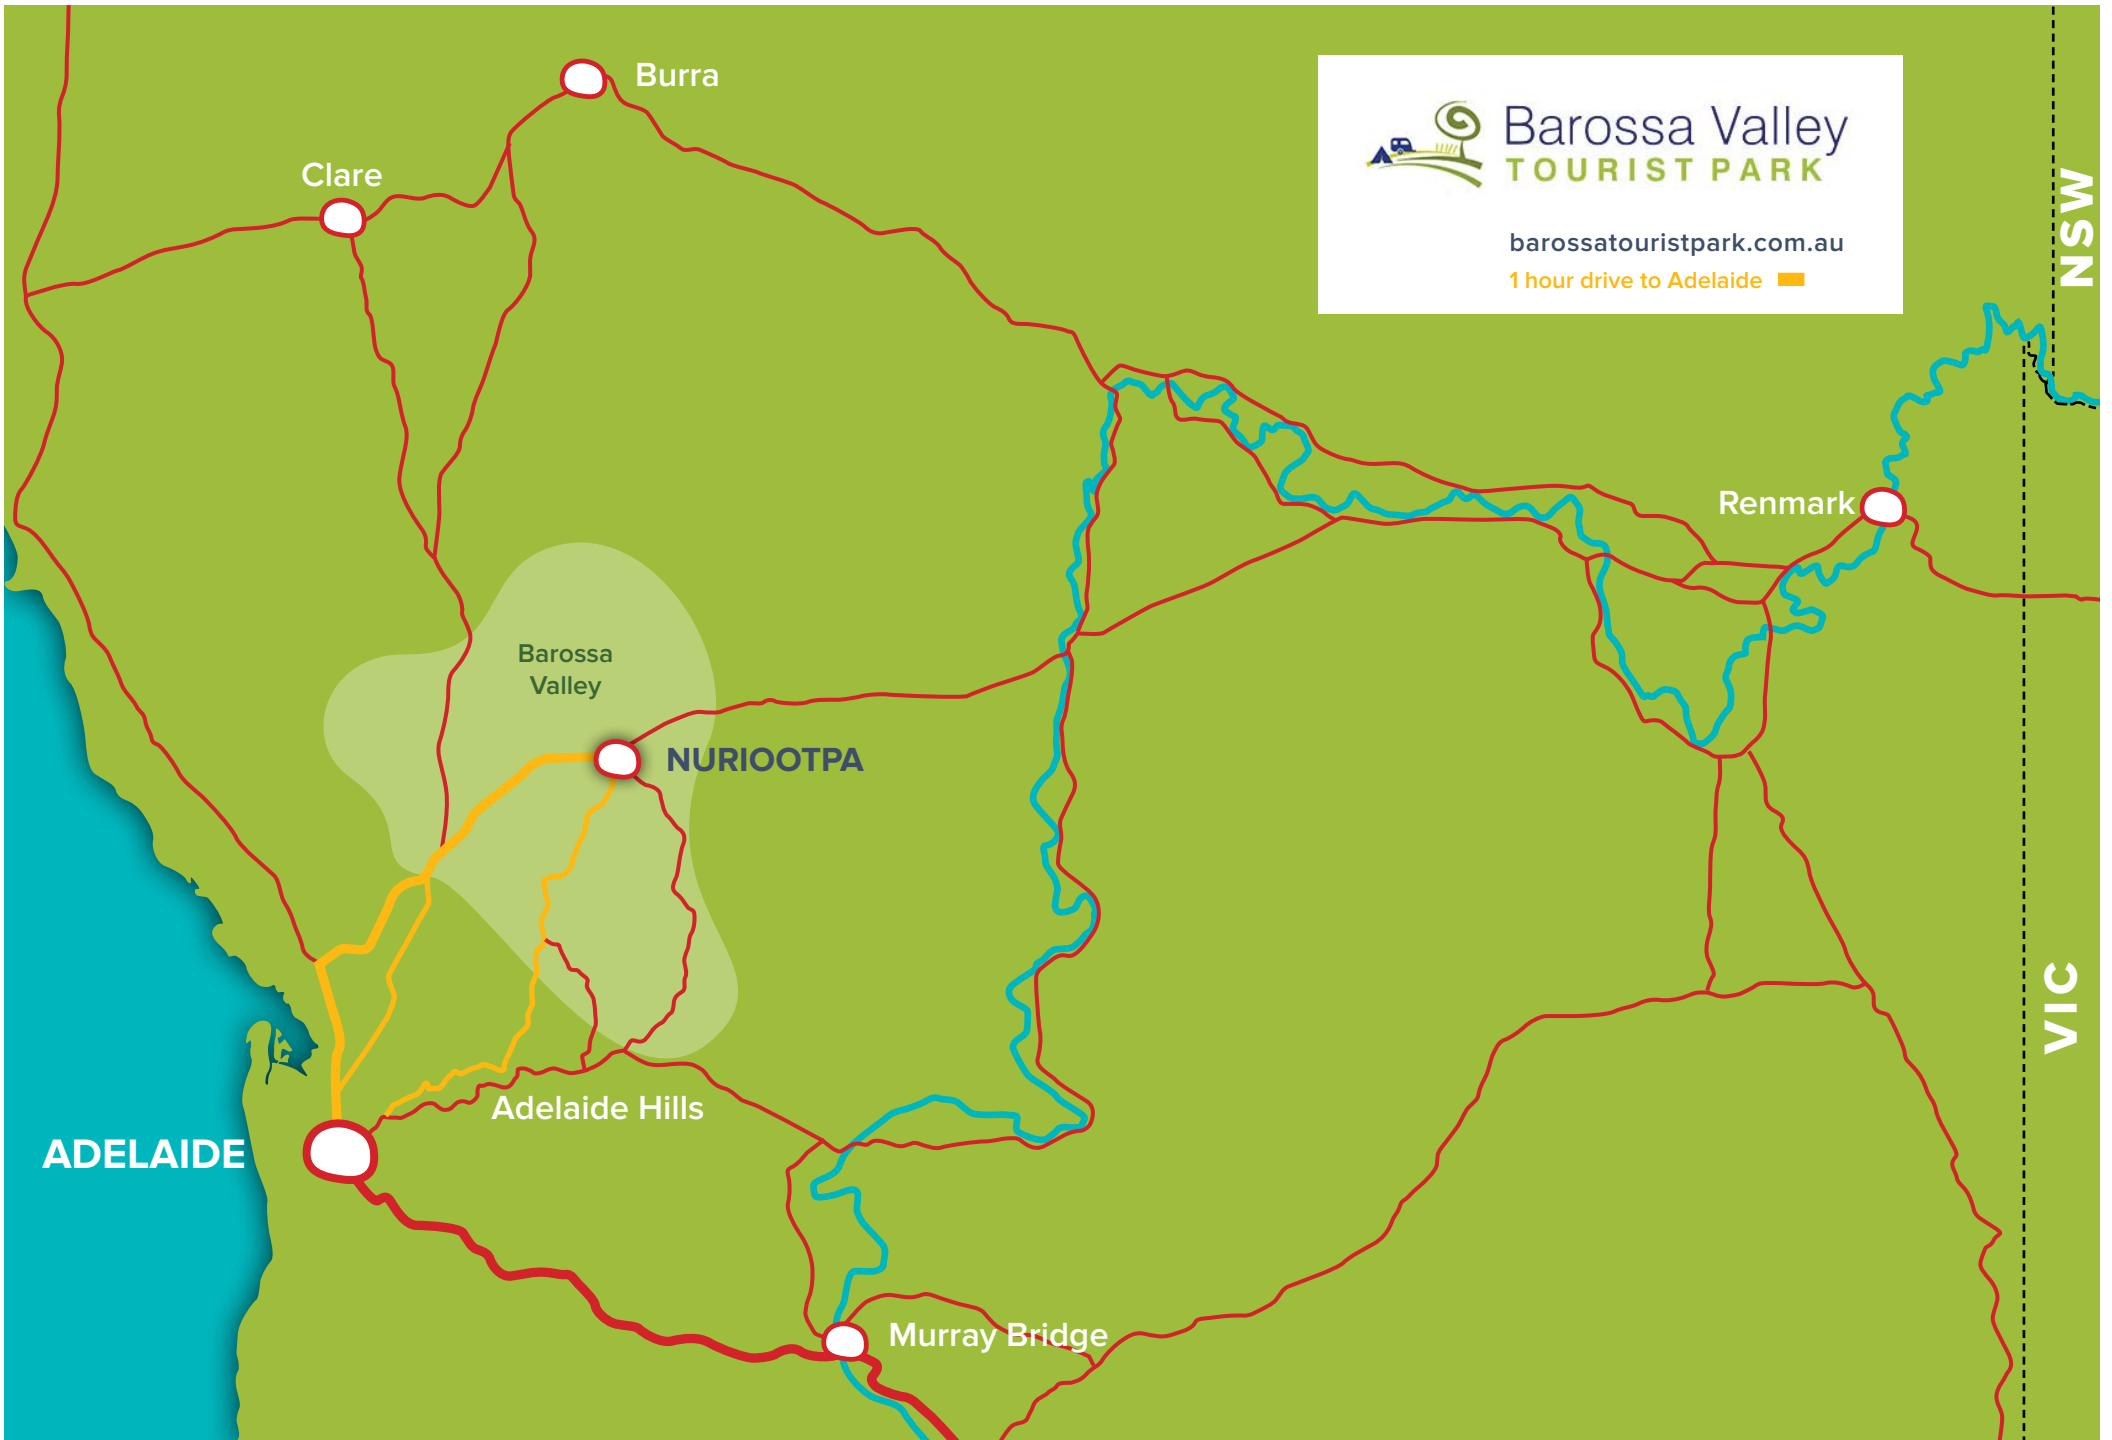 Burra
Clare
Barossa Valley
TOURIST PARK
barossatouristpark.com.au
1 hour drive to Adelaide
NSW
Renmark
Barossa
Valley
NURIOOTPA
VIC
Adelaide Hills
ADELAIDE
Murray Bridge